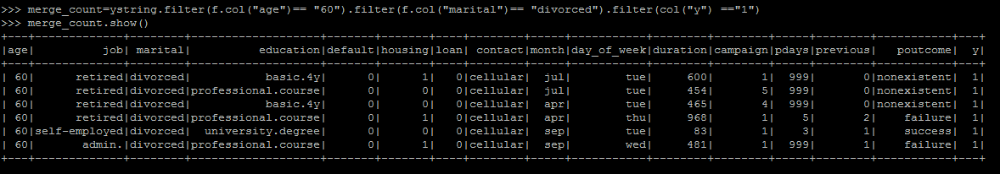 >>> merge_count=ystring.filter(f.col("age")== "60").filter(f.col("marital")== "divorced").filter(col("y") =="1")
>>> merge_count.show()
+---+-------------+--------+-------------------+-------+-------+----+--------+-----+-----------+--------+--------+-----+--------+-----------+---+
|age|          job| marital|          education|default|housing|loan| contact|month|day_of_week|duration|campaign|pdays|previous|   poutcome|  y|
+---+-------------+--------+-------------------+-------+-------+----+--------+-----+-----------+--------+--------+-----+--------+-----------+---+
| 60|      retired|divorced|           basic.4y|      0|      1|   0|cellular|  jul|        tue|     600|       1|  999|       0|nonexistent|  1|
| 60|      retired|divorced|professional.course|      0|      1|   0|cellular|  jul|        tue|     454|       5|  999|       0|nonexistent|  1|
| 60|      retired|divorced|           basic.4y|      0|      1|   0|cellular|  apr|        tue|     465|       4|  999|       0|nonexistent|  1|
| 60|      retired|divorced|professional.course|      0|      1|   0|cellular|  apr|        thu|     968|       1|    5|       2|    failure|  1|
| 60|self-employed|divorced|  university.degree|      0|      0|   0|cellular|  sep|        tue|      83|       1|    3|       1|    success|  1|
| 60|       admin.|divorced|professional.course|      0|      1|   0|cellular|  sep|        wed|     481|       1|  999|       1|    failure|  1|
+---+-------------+--------+-------------------+-------+-------+----+--------+-----+-----------+--------+--------+-----+--------+-----------+---+